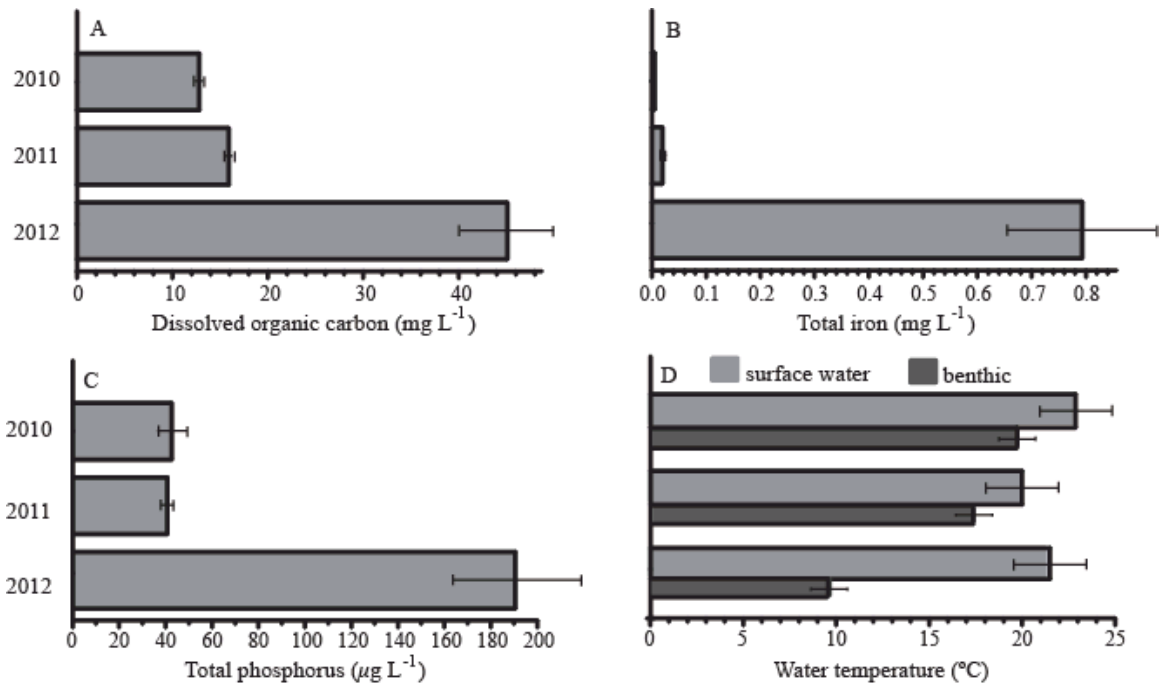 A
2010
2011
2012
0 10 20 30 40
Dissolved organic carbon (mg L⁻¹)
B
0.0 0.1 0.2 0.3 0.4 0.5 0.6 0.7 0.8
Total iron (mg L⁻¹)
C
2010
2011
2012
0 20 40 60 80 100 120 140 160 180 200
Total phosphorus (µg L⁻¹)
D surface water benthic
0 5 10 15 20 25
Water temperature (ºC)